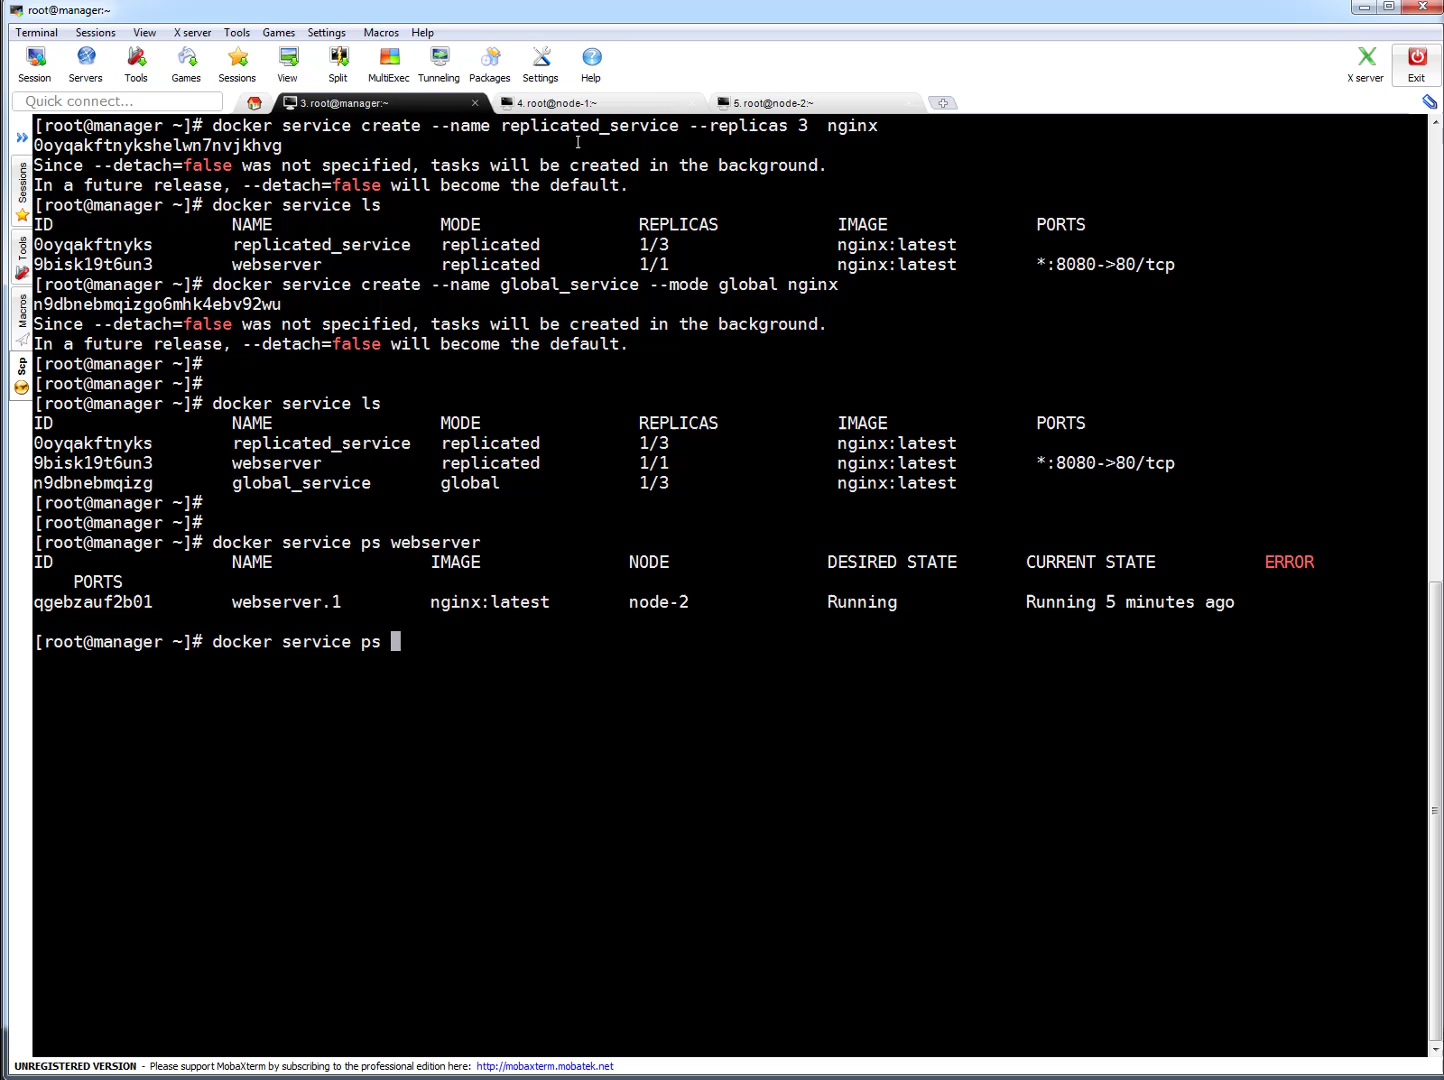 root@manager:~
Terminal Sessions View X server Tools Games Settings Macros Help
Session Servers Tools Games Sessions View Split MultiExec Tunneling Packages Settings Help X server Exit
Quick connect... 3. root@manager:~ 4. root@node-1:~ 5. root@node-2:~
Sessions
Tools
Macros
Scp
[root@manager ~]# docker service create --name replicated_service --replicas 3  nginx
0oyqakftnykshelwn7nvjkhvg
Since --detach=false was not specified, tasks will be created in the background.
In a future release, --detach=false will become the default.
[root@manager ~]# docker service ls
ID NAME MODE REPLICAS IMAGE PORTS
0oyqakftnyks replicated_service replicated 1/3 nginx:latest
9bisk19t6un3 webserver replicated 1/1 nginx:latest *:8080->80/tcp
[root@manager ~]# docker service create --name global_service --mode global nginx
n9dbnebmqizgo6mhk4ebv92wu
Since --detach=false was not specified, tasks will be created in the background.
In a future release, --detach=false will become the default.
[root@manager ~]#
[root@manager ~]#
[root@manager ~]# docker service ls
ID NAME MODE REPLICAS IMAGE PORTS
0oyqakftnyks replicated_service replicated 1/3 nginx:latest
9bisk19t6un3 webserver replicated 1/1 nginx:latest *:8080->80/tcp
n9dbnebmqizg global_service global 1/3 nginx:latest
[root@manager ~]#
[root@manager ~]#
[root@manager ~]# docker service ps webserver
ID NAME IMAGE NODE DESIRED STATE CURRENT STATE ERROR
PORTS
qgebzauf2b01 webserver.1 nginx:latest node-2 Running Running 5 minutes ago
[root@manager ~]# docker service ps
UNREGISTERED VERSION - Please support MobaXterm by subscribing to the professional edition here: http://mobaxterm.mobatek.net